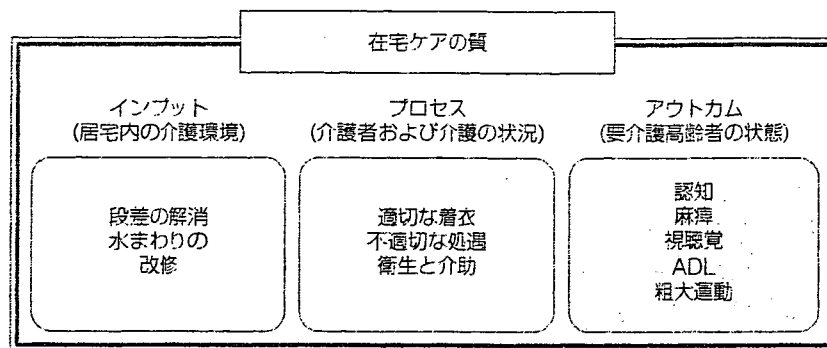 在宅ケアの質
インプット
(居宅内の介護環境)
段差の解消
水まわりの
改修
プロセス
(介護者および介護の状況)
適切な着衣
不適切な処遇
衛生と介助
アウトカム
(要介護高齢者の状態)
認知
麻痺
視聴覚
ADL
粗大運動